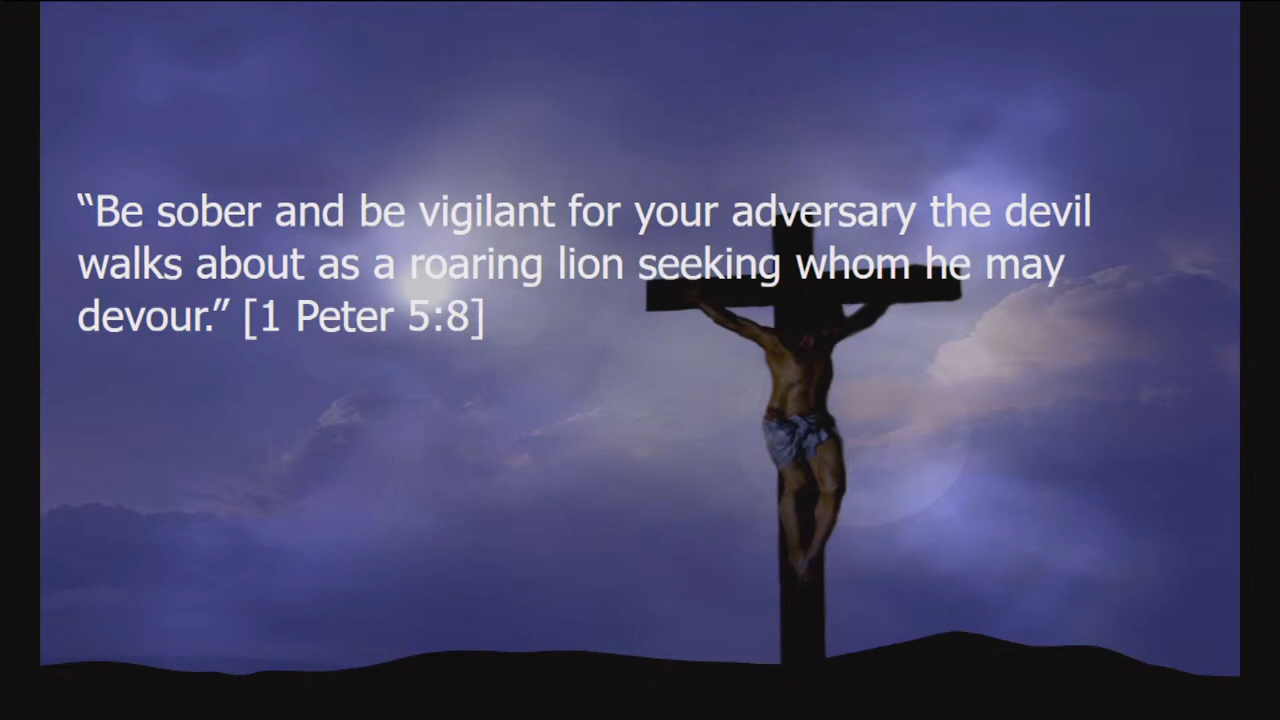 “Be sober and be vigilant for your adversary the devil
walks about as a roaring lion seeking whom he may
devour.” [1 Peter 5:8]